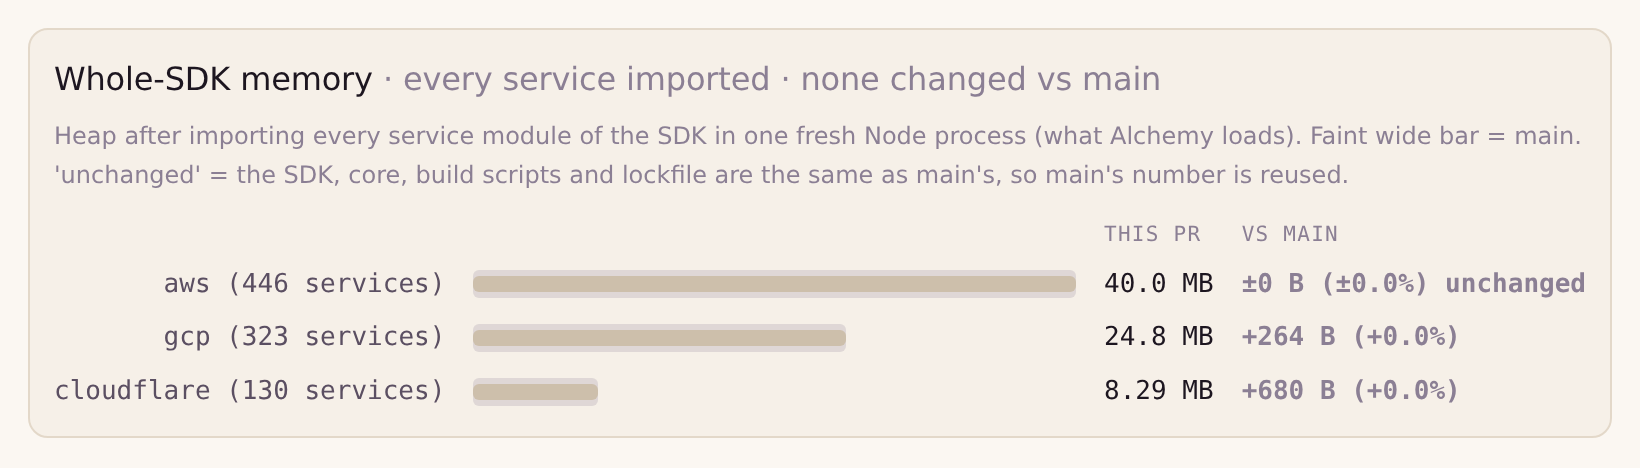 Whole-SDK memory · every service imported · none changed vs main
Heap after importing every service module of the SDK in one fresh Node process (what Alchemy loads). Faint wide bar = main.
'unchanged' = the SDK, core, build scripts and lockfile are the same as main's, so main's number is reused.
THIS PR VS MAIN
aws (446 services) 40.0 MB ±0 B (±0.0%) unchanged
gcp (323 services) 24.8 MB +264 B (+0.0%)
cloudflare (130 services) 8.29 MB +680 B (+0.0%)